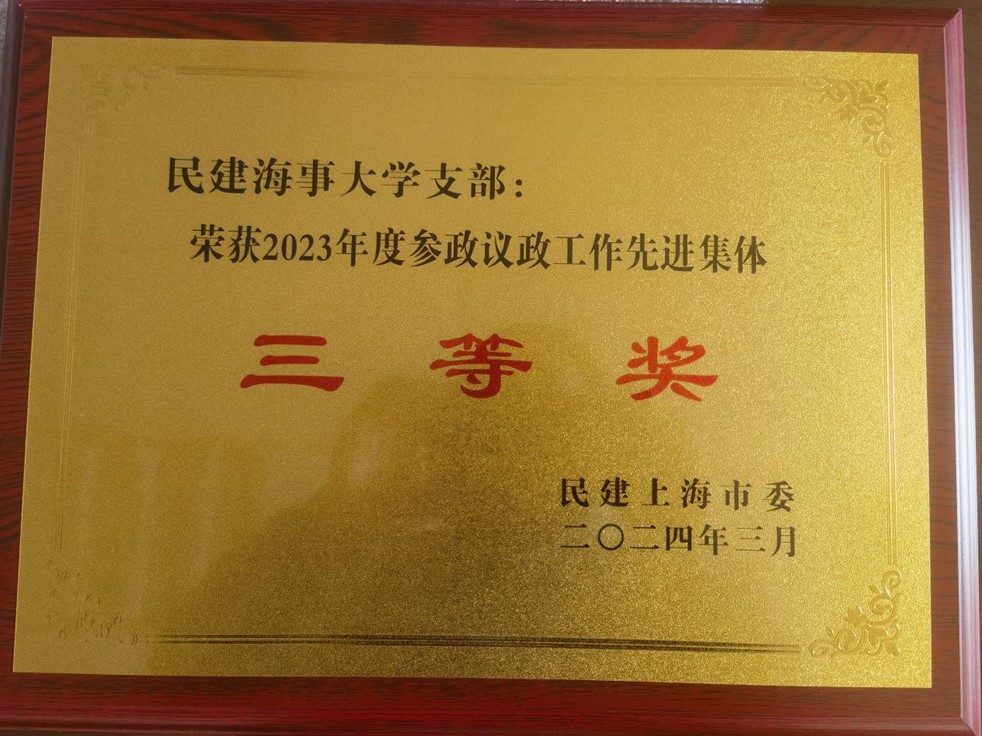 民建海事大学支部：
荣获2023年度参政议政工作先进集体
三等奖
民建上海市委
二〇二四年三月